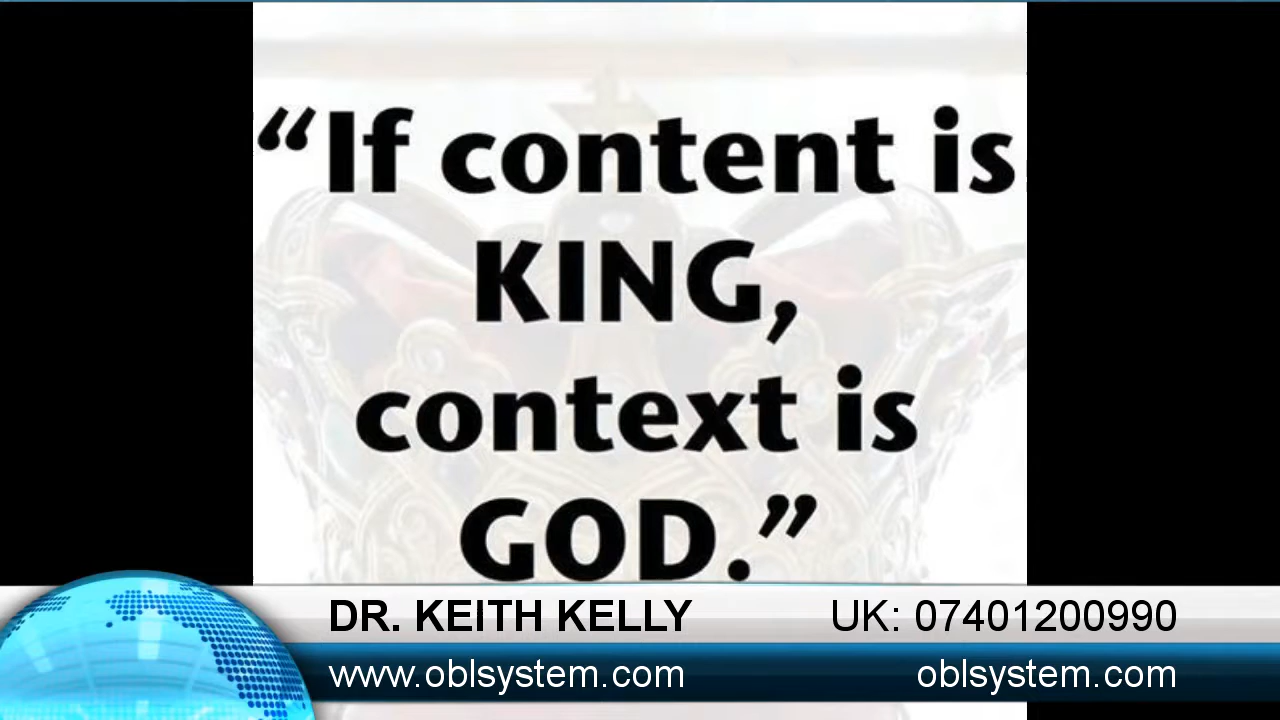 “If content is
KING,
context is
GOD.”
DR. KEITH KELLY UK: 07401200990
www.oblsystem.com oblsystem.com